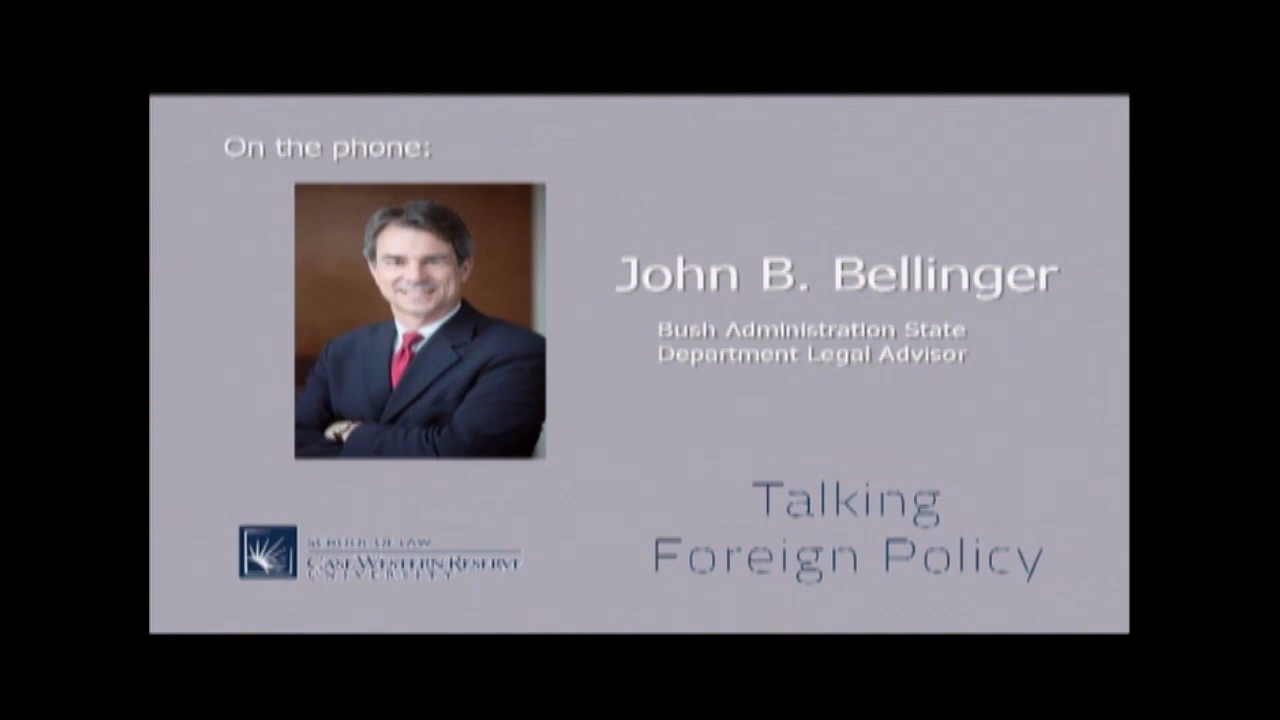 On the phone:
John B. Bellinger
Bush Administration State
Department Legal Advisor
Talking
Foreign Policy
SCHOOL OF LAW
CASE WESTERN RESERVE
UNIVERSITY